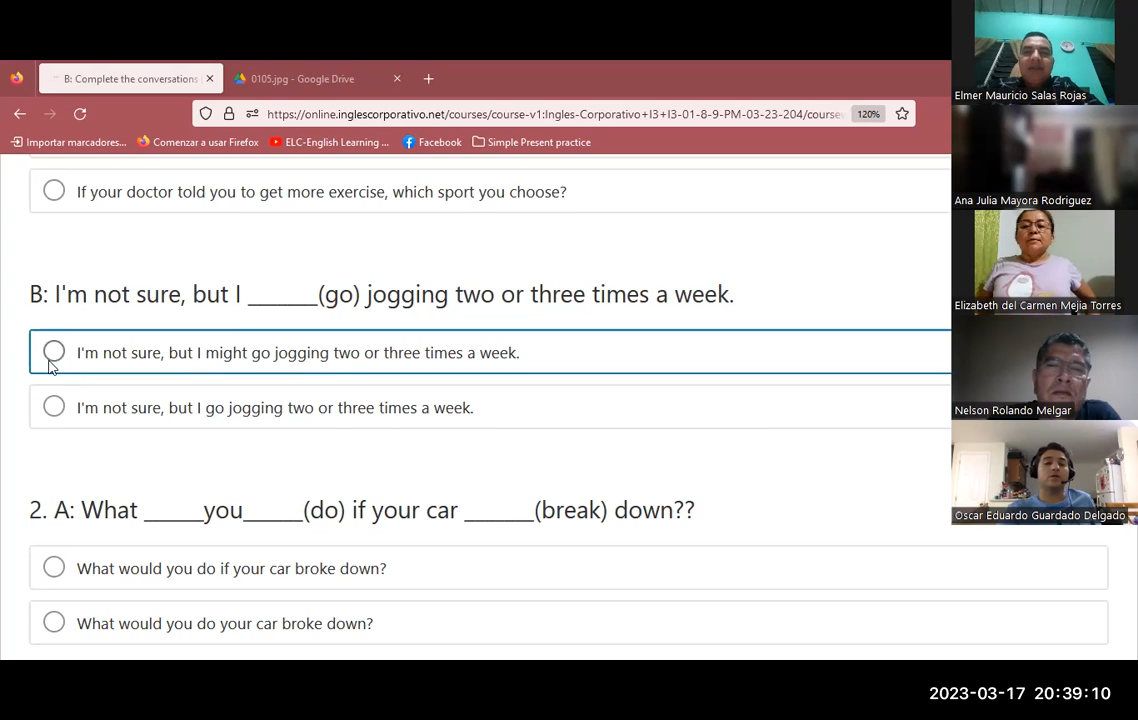 B: Complete the conversations
0105.jpg - Google Drive
https://online.inglescorporativo.net/courses/course-v1:Ingles-Corporativo+I3+I3-01-8-9-PM-03-23-204/course
120%
Importar marcadores...
Comenzar a usar Firefox
ELC-English Learning ...
Facebook
Simple Present practice
If your doctor told you to get more exercise, which sport you choose?
B: I'm not sure, but I ______(go) jogging two or three times a week.
I'm not sure, but I might go jogging two or three times a week.
I'm not sure, but I go jogging two or three times a week.
2. A: What _____you_____(do) if your car ______(break) down??
What would you do if your car broke down?
What would you do your car broke down?
Elmer Mauricio Salas Rojas
Ana Julia Mayora Rodriguez
Elizabeth del Carmen Mejia Torres
Nelson Rolando Melgar
Oscar Eduardo Guardado Delgado
2023-03-17 20:39:10